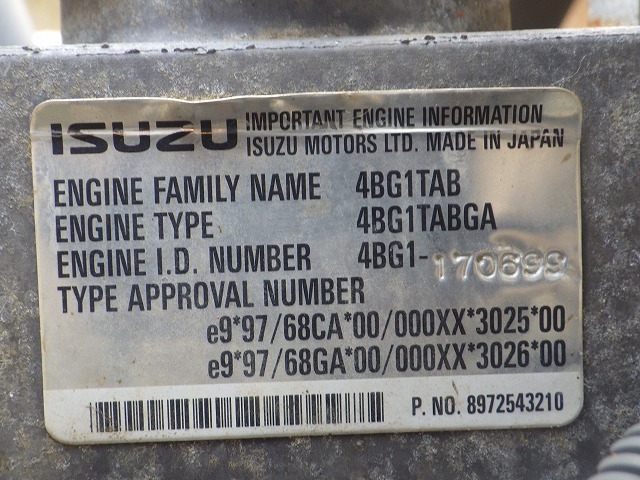 ISUZU IMPORTANT ENGINE INFORMATION
ISUZU MOTORS LTD. MADE IN JAPAN
ENGINE FAMILY NAME 4BG1TAB
ENGINE TYPE 4BG1TABGA
ENGINE I.D. NUMBER 4BG1-170699
TYPE APPROVAL NUMBER
e9*97/68CA*00/000XX*3025*00
e9*97/68GA*00/000XX*3026*00
P. NO. 8972543210